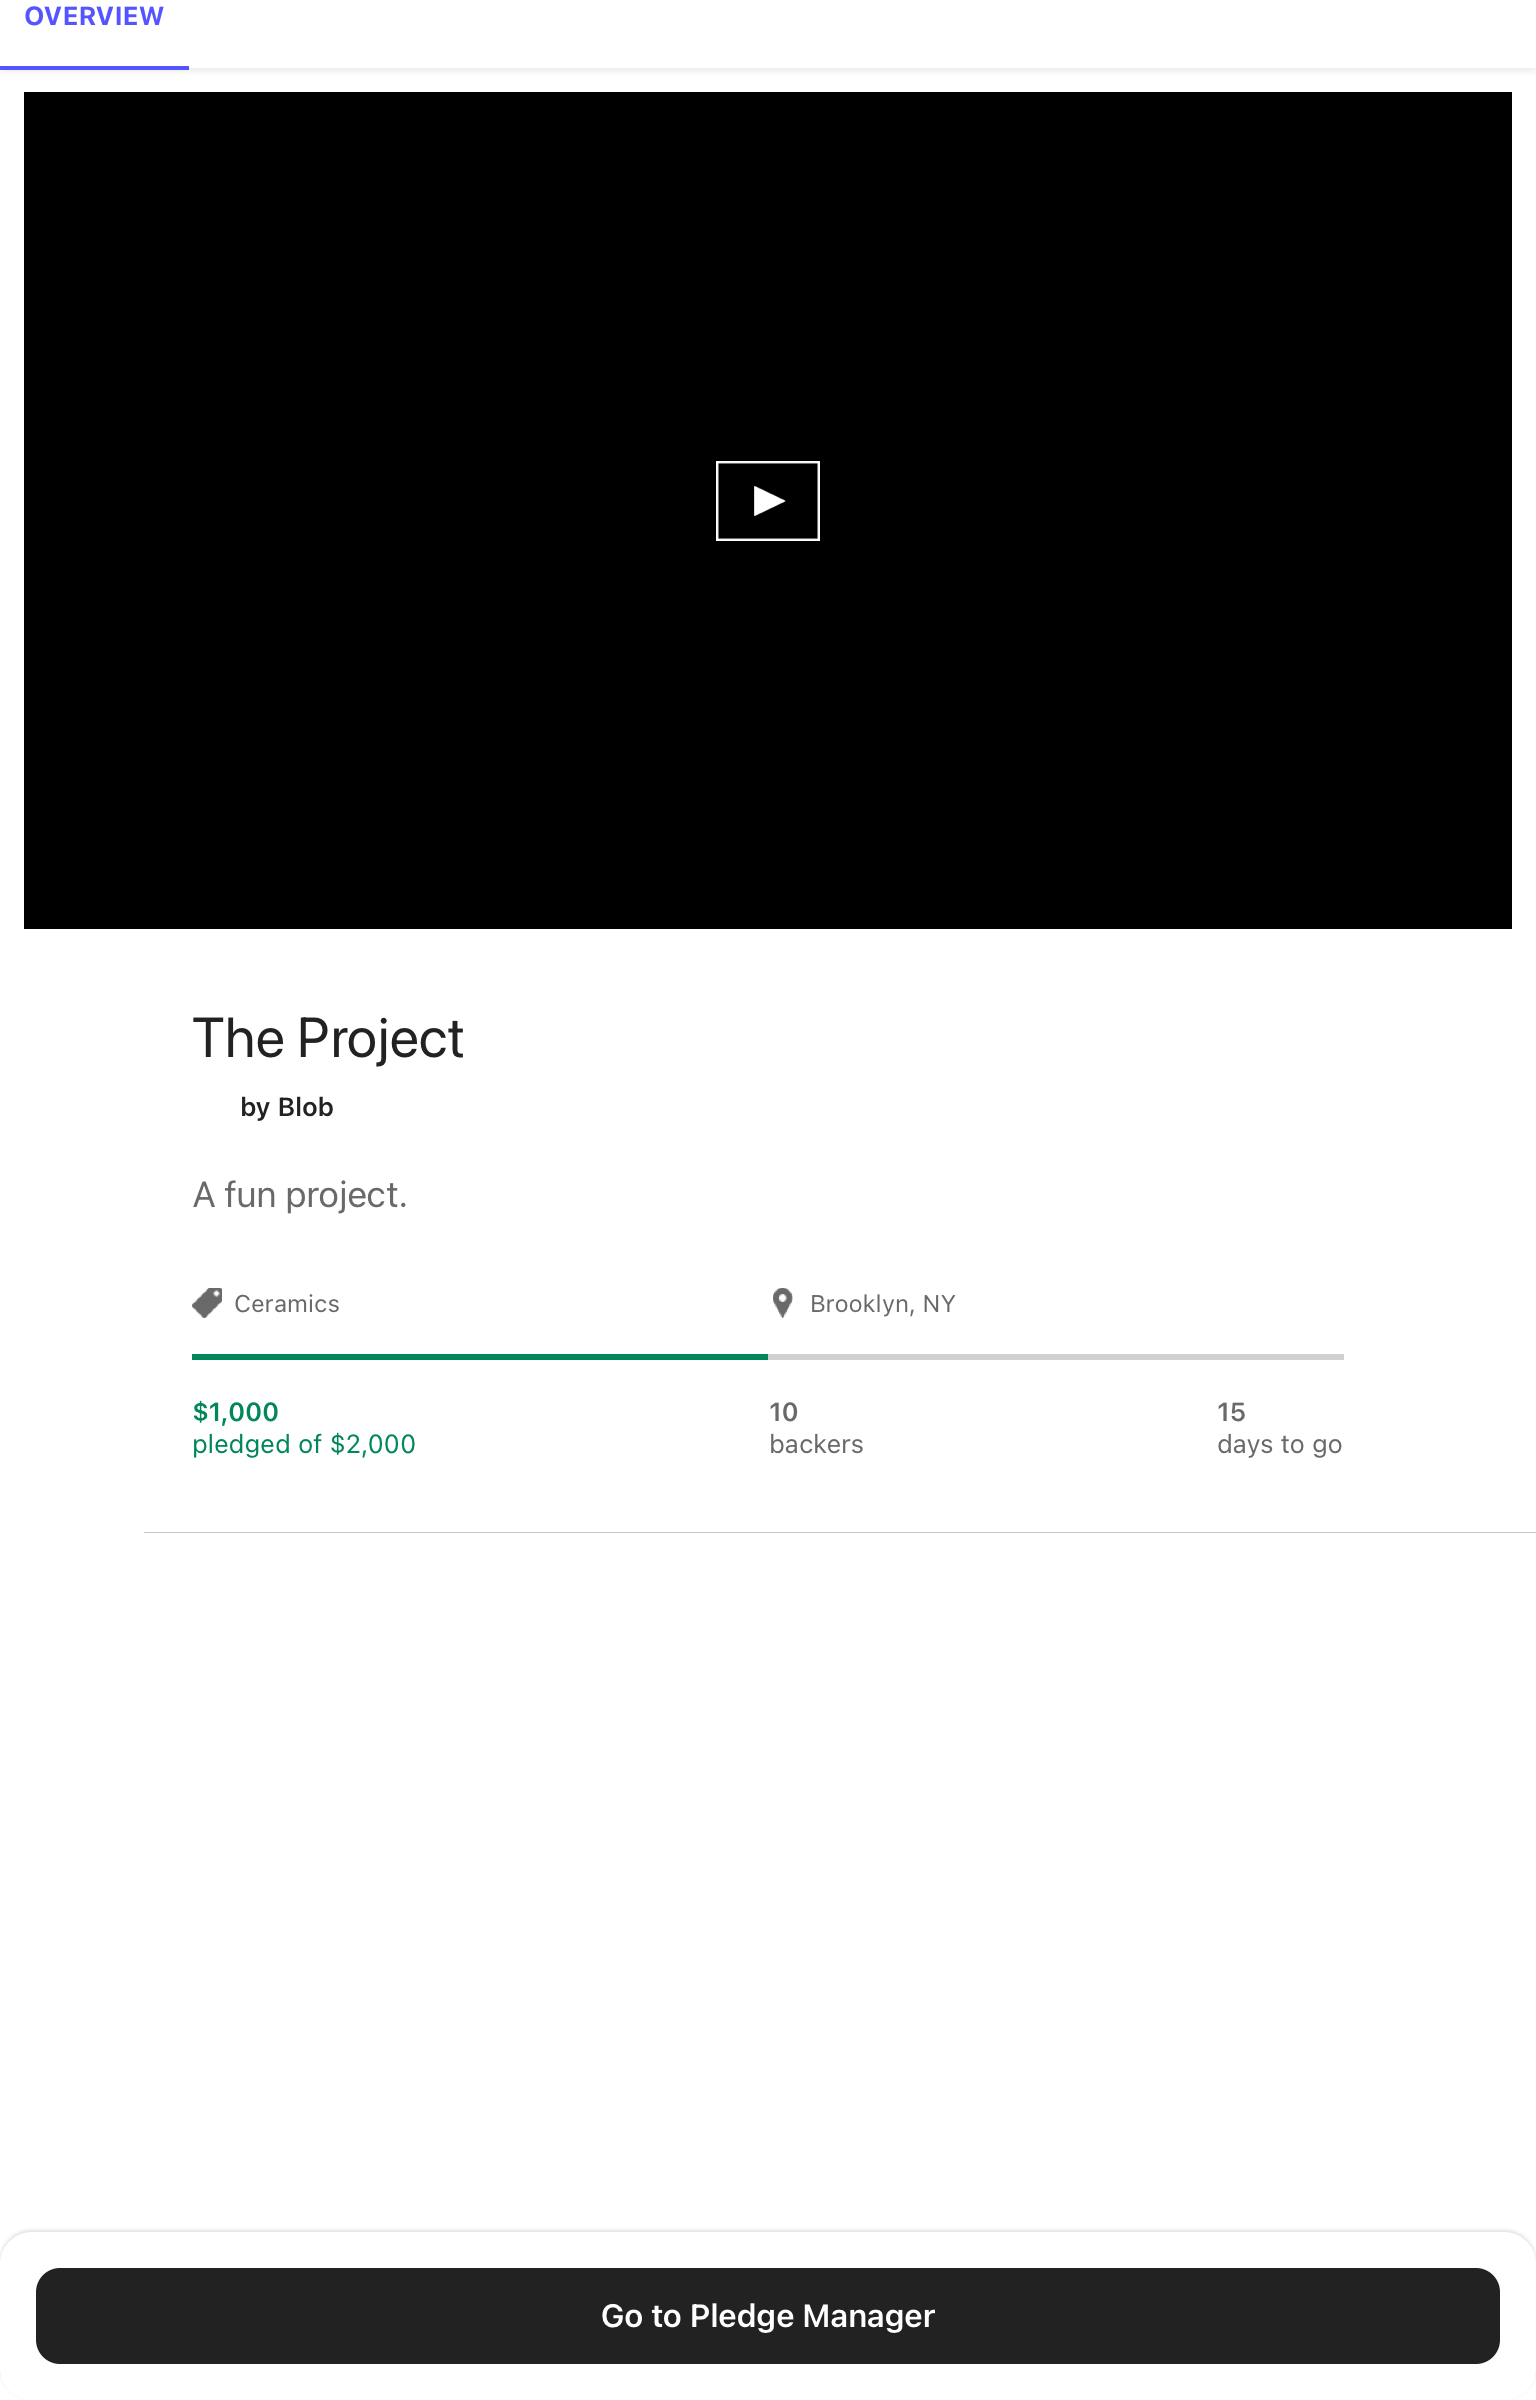 OVERVIEW
The Project
by Blob
A fun project.
Ceramics
Brooklyn, NY
$1,000
pledged of $2,000
10
backers
15
days to go
Go to Pledge Manager